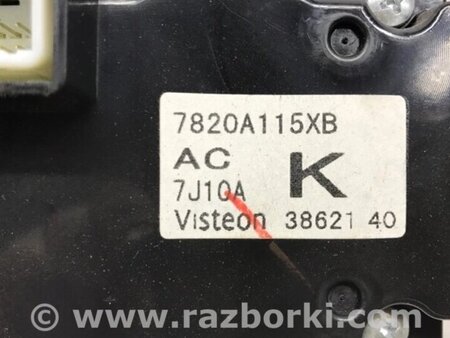 7820A115XB
AC
K
7J10A
Visteon 38621 40
© www.razborki.com